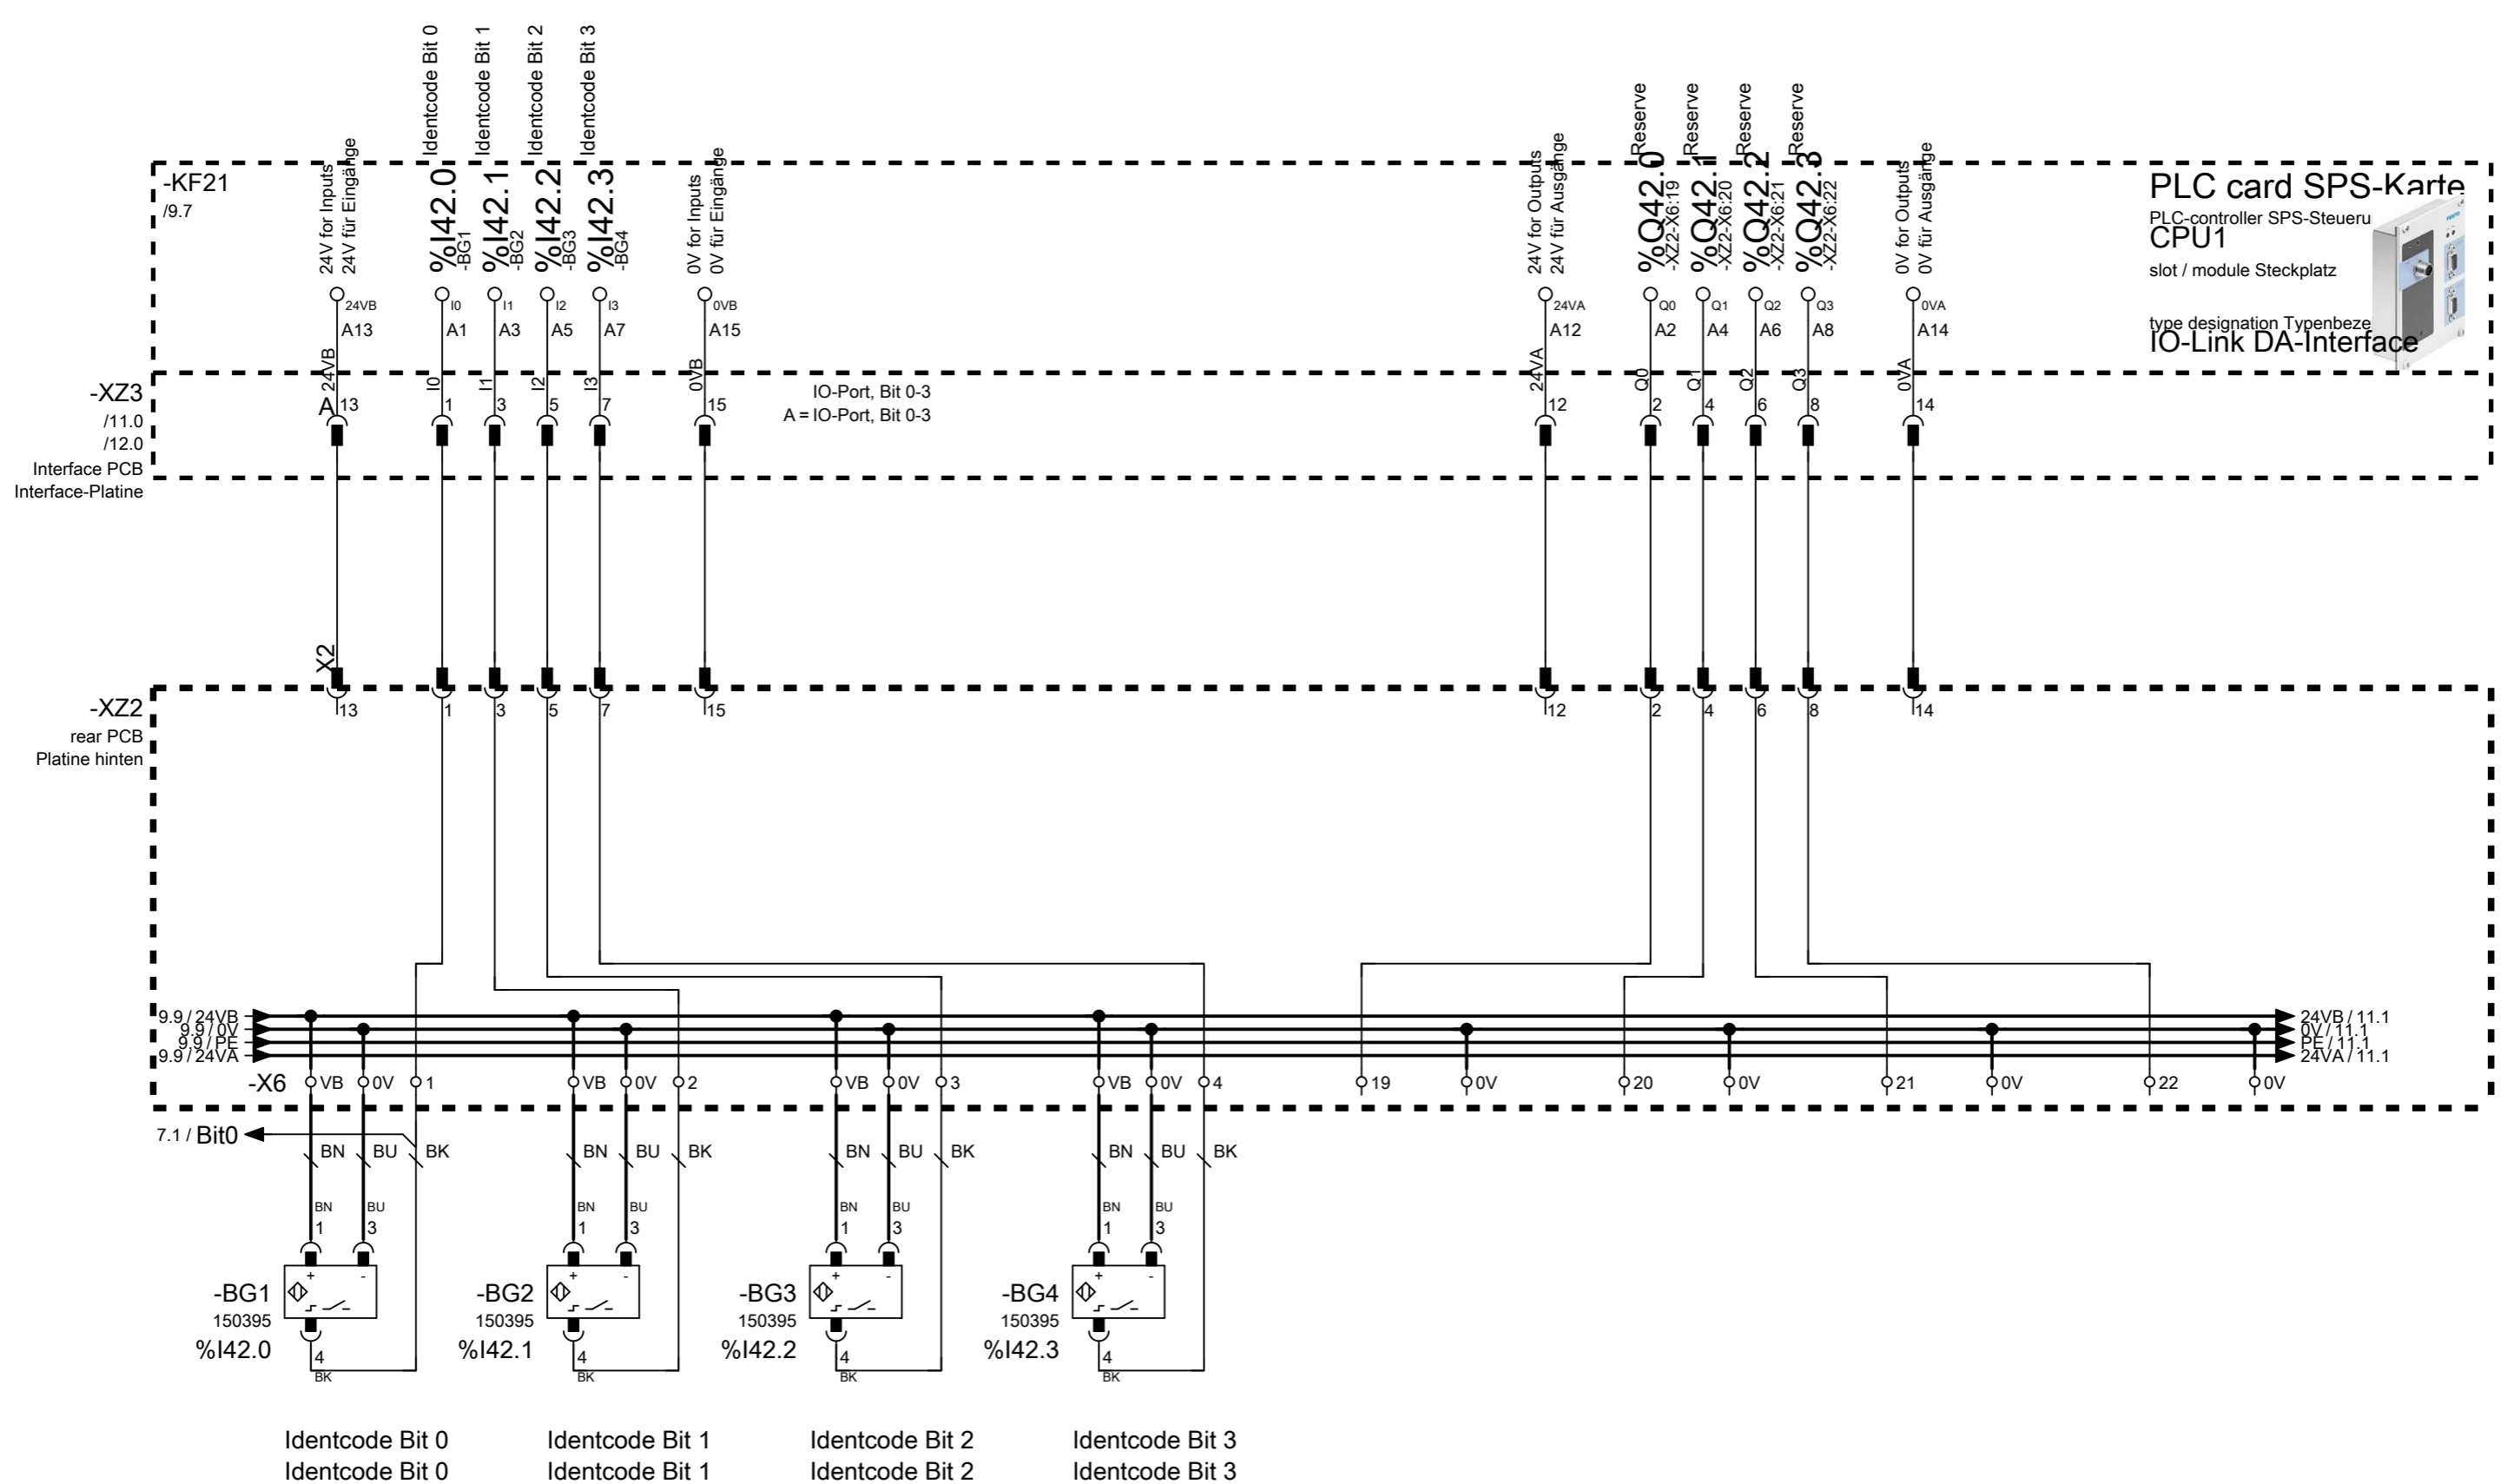 Identcode Bit 0
Identcode Bit 1
Identcode Bit 2
Identcode Bit 3
Reserve
Reserve
Reserve
Reserve
-KF21
/9.7
24V for Inputs
24V für Eingänge
%I42.0
-BG1
%I42.1
-BG2
%I42.2
-BG3
%I42.3
-BG4
0V for Inputs
0V für Eingänge
24V for Outputs
24V für Ausgänge
%Q42.0
-XZ2-X6:19
%Q42.1
-XZ2-X6:20
%Q42.2
-XZ2-X6:21
%Q42.3
-XZ2-X6:22
0V for Outputs
0V für Ausgänge
PLC card SPS-Karte
PLC-controller SPS-Steueru
CPU1
slot / module Steckplatz
type designation Typenbeze
IO-Link DA-Interface
24VB I0 I1 I2 I3 0VB 24VA Q0 Q1 Q2 Q3 0VA
A13 A1 A3 A5 A7 A15 A12 A2 A4 A6 A8 A14
24VB I0 I1 I2 I3 0VB 24VA Q0 Q1 Q2 Q3 0VA
-XZ3
/11.0
/12.0
Interface PCB
Interface-Platine
A 13 1 3 5 7 15 12 2 4 6 8 14
IO-Port, Bit 0-3
A = IO-Port, Bit 0-3
X2
-XZ2
rear PCB
Platine hinten
13 1 3 5 7 15 12 2 4 6 8 14
9.9 / 24VB
9.9 / 0V
9.9 / PE
9.9 / 24VA
24VB / 11.1
0V / 11.1
PE / 11.1
24VA / 11.1
-X6 VB 0V 1 VB 0V 2 VB 0V 3 VB 0V 4 19 0V 20 0V 21 0V 22 0V
7.1 / Bit0
BN BU BK BN BU BK BN BU BK BN BU BK
BN BU BN BU BN BU BN BU
1 3 1 3 1 3 1 3
+ - + - + - + -
-BG1 -BG2 -BG3 -BG4
150395 150395 150395 150395
%I42.0 %I42.1 %I42.2 %I42.3
4 4 4 4
BK BK BK BK
Identcode Bit 0 Identcode Bit 1 Identcode Bit 2 Identcode Bit 3
Identcode Bit 0 Identcode Bit 1 Identcode Bit 2 Identcode Bit 3